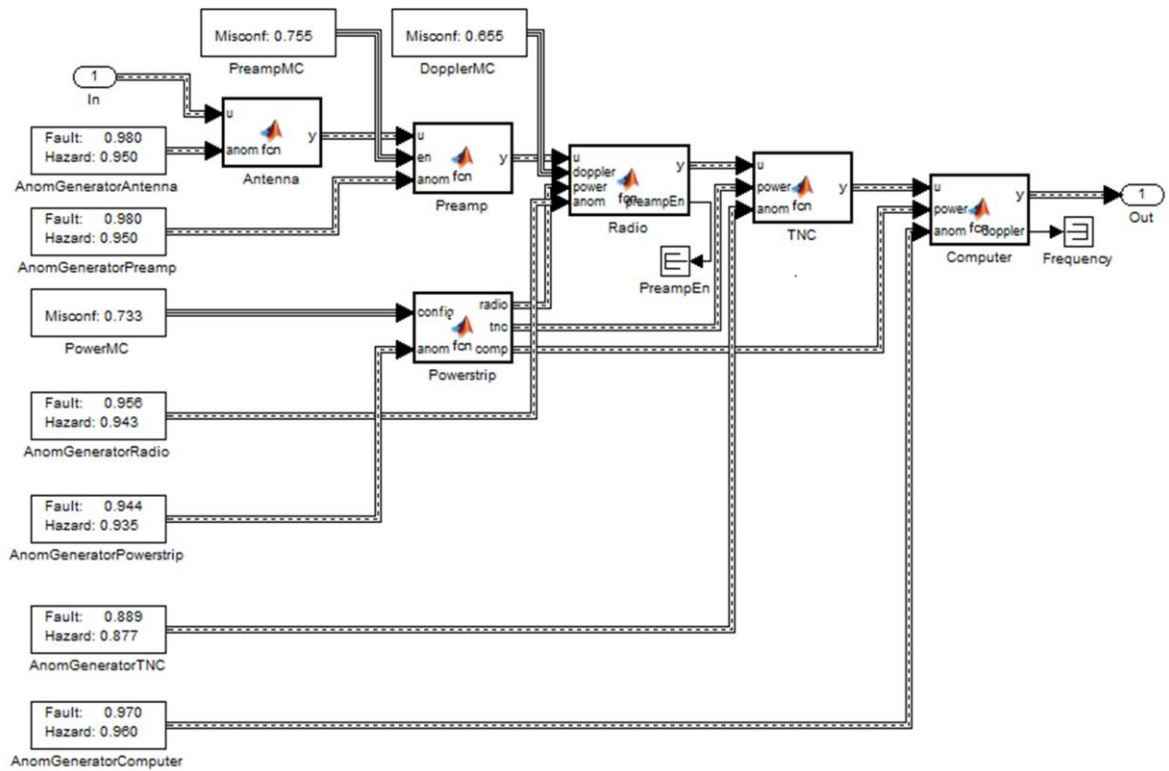 Misconf: 0.755
PreampMC
Misconf: 0.655
DopplerMC
1
In
Fault: 0.980
Hazard: 0.950
AnomGeneratorAntenna
u
anom
fcn
y
Antenna
u
en
anom
fcn
y
Preamp
Fault: 0.980
Hazard: 0.950
AnomGeneratorPreamp
u
doppler
power
anom
fcn
y
preampEn
Radio
PreampEn
u
power
anom
fcn
y
TNC
u
power
anom
fcn
y
doppler
Computer
Frequency
1
Out
Misconf: 0.733
PowerMC
config
anom
fcn
radio
tnc
comp
Powerstrip
Fault: 0.956
Hazard: 0.943
AnomGeneratorRadio
Fault: 0.944
Hazard: 0.935
AnomGeneratorPowerstrip
Fault: 0.889
Hazard: 0.877
AnomGeneratorTNC
Fault: 0.970
Hazard: 0.960
AnomGeneratorComputer